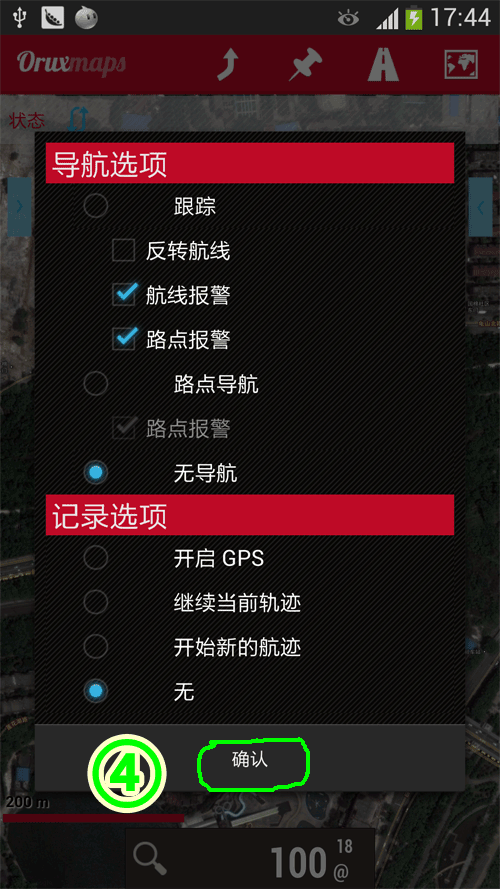 17:44
Oruxmaps
状态
导航选项
跟踪
反转航线
航线报警
路点报警
路点导航
路点报警
无导航
记录选项
开启 GPS
继续当前轨迹
开始新的航迹
无
④
确认
200 m
100
18
@